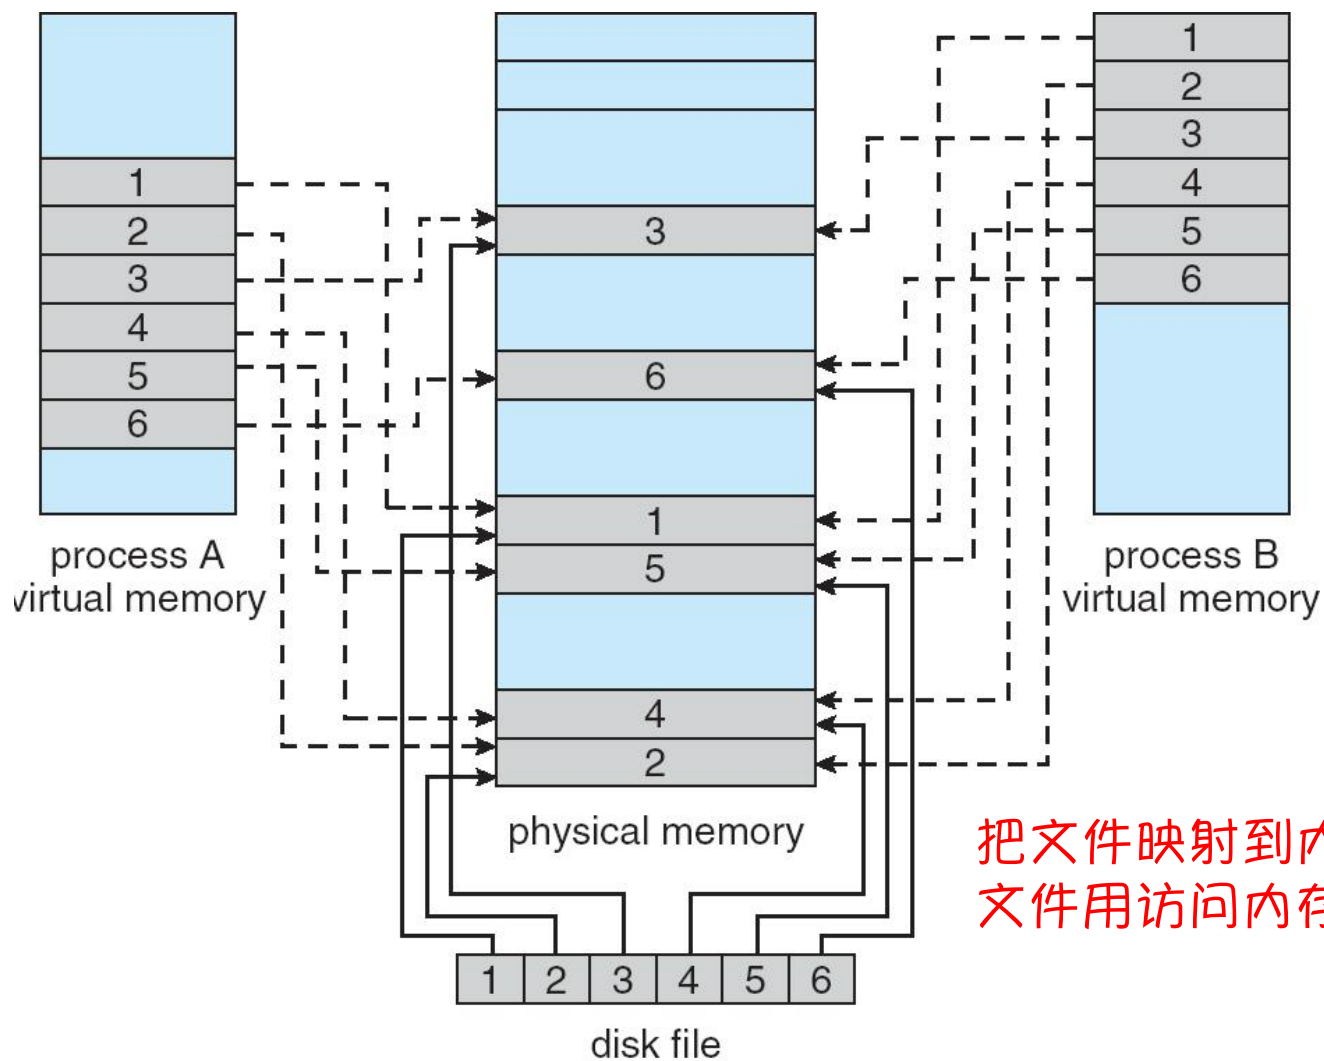 1
2
3
4
5
6
process A
virtual memory
3
6
1
5
4
2
physical memory
1
2
3
4
5
6
process B
virtual memory
把文件映射到内
文件用访问内存
1 2 3 4 5 6
disk file